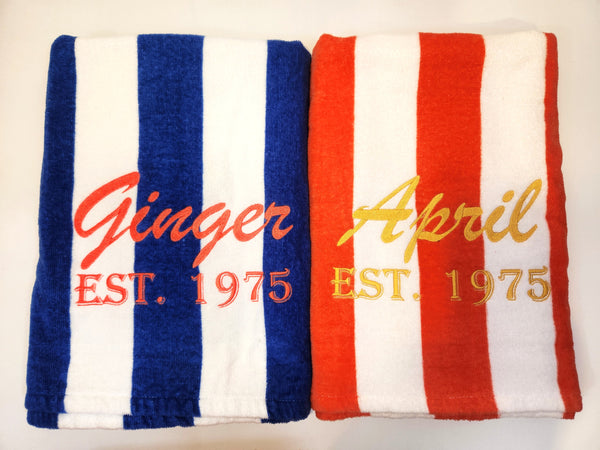 Ginger
EST. 1975
April
EST. 1975